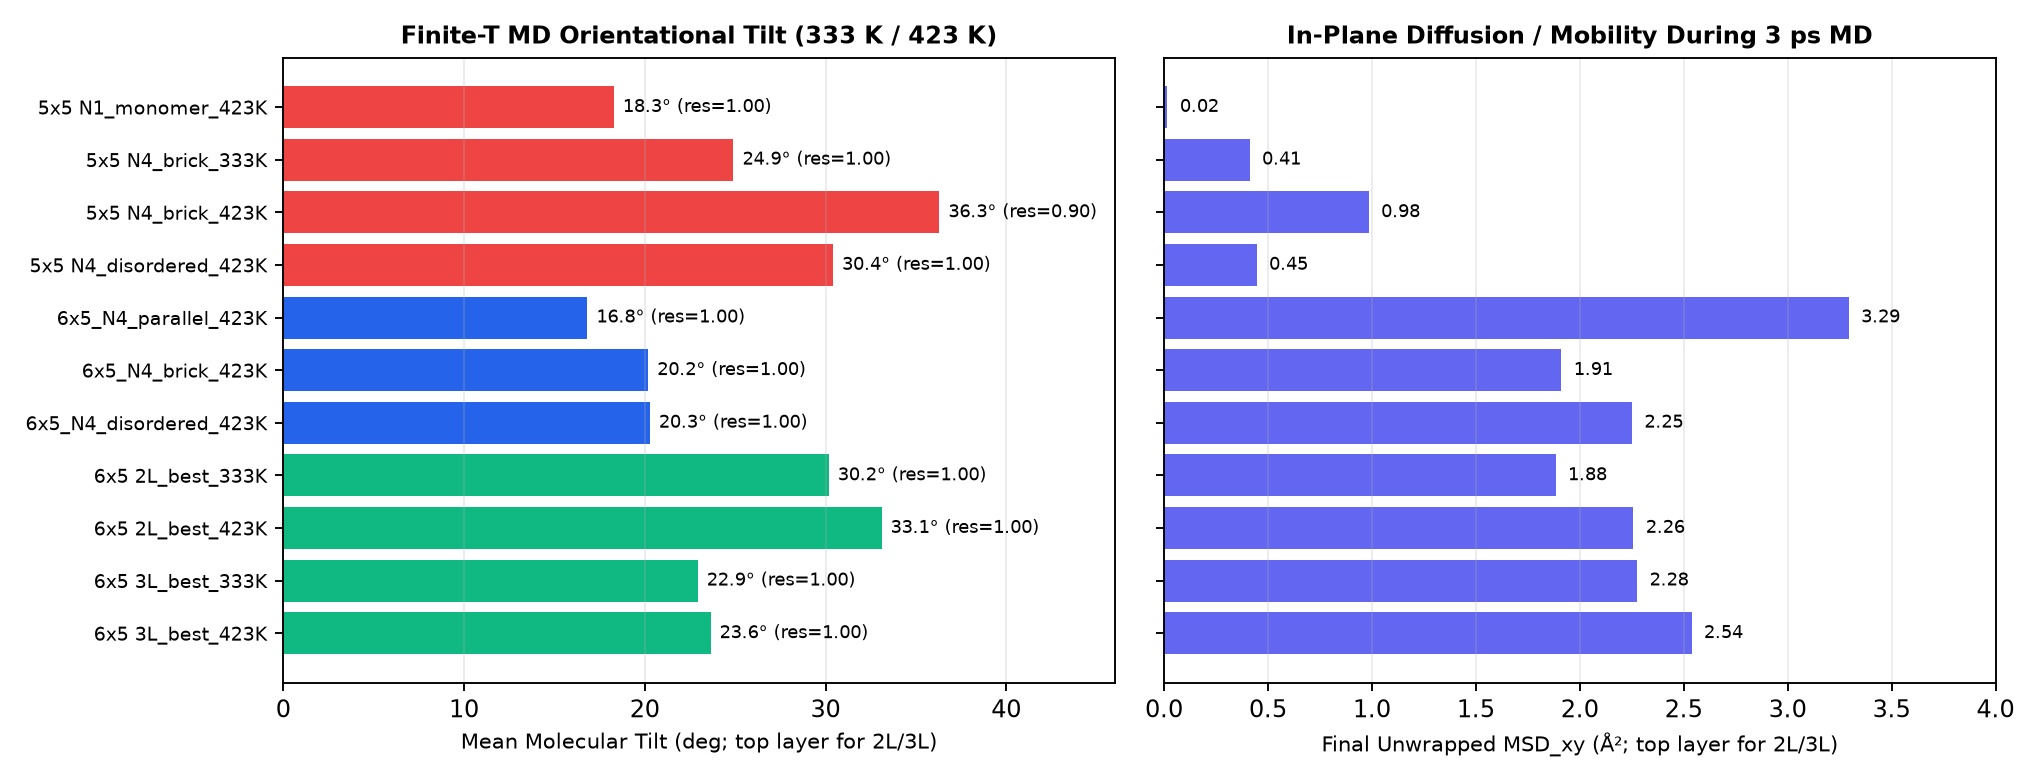 Finite-T MD Orientational Tilt (333 K / 423 K)
5x5 N1_monomer_423K
18.3° (res=1.00)
5x5 N4_brick_333K
24.9° (res=1.00)
5x5 N4_brick_423K
36.3° (res=0.90)
5x5 N4_disordered_423K
30.4° (res=1.00)
6x5_N4_parallel_423K
16.8° (res=1.00)
6x5_N4_brick_423K
20.2° (res=1.00)
6x5_N4_disordered_423K
20.3° (res=1.00)
6x5 2L_best_333K
30.2° (res=1.00)
6x5 2L_best_423K
33.1° (res=1.00)
6x5 3L_best_333K
22.9° (res=1.00)
6x5 3L_best_423K
23.6° (res=1.00)
0 10 20 30 40
Mean Molecular Tilt (deg; top layer for 2L/3L)
In-Plane Diffusion / Mobility During 3 ps MD
0.02
0.41
0.98
0.45
3.29
1.91
2.25
1.88
2.26
2.28
2.54
0.0 0.5 1.0 1.5 2.0 2.5 3.0 3.5 4.0
Final Unwrapped MSD_xy (Å²; top layer for 2L/3L)